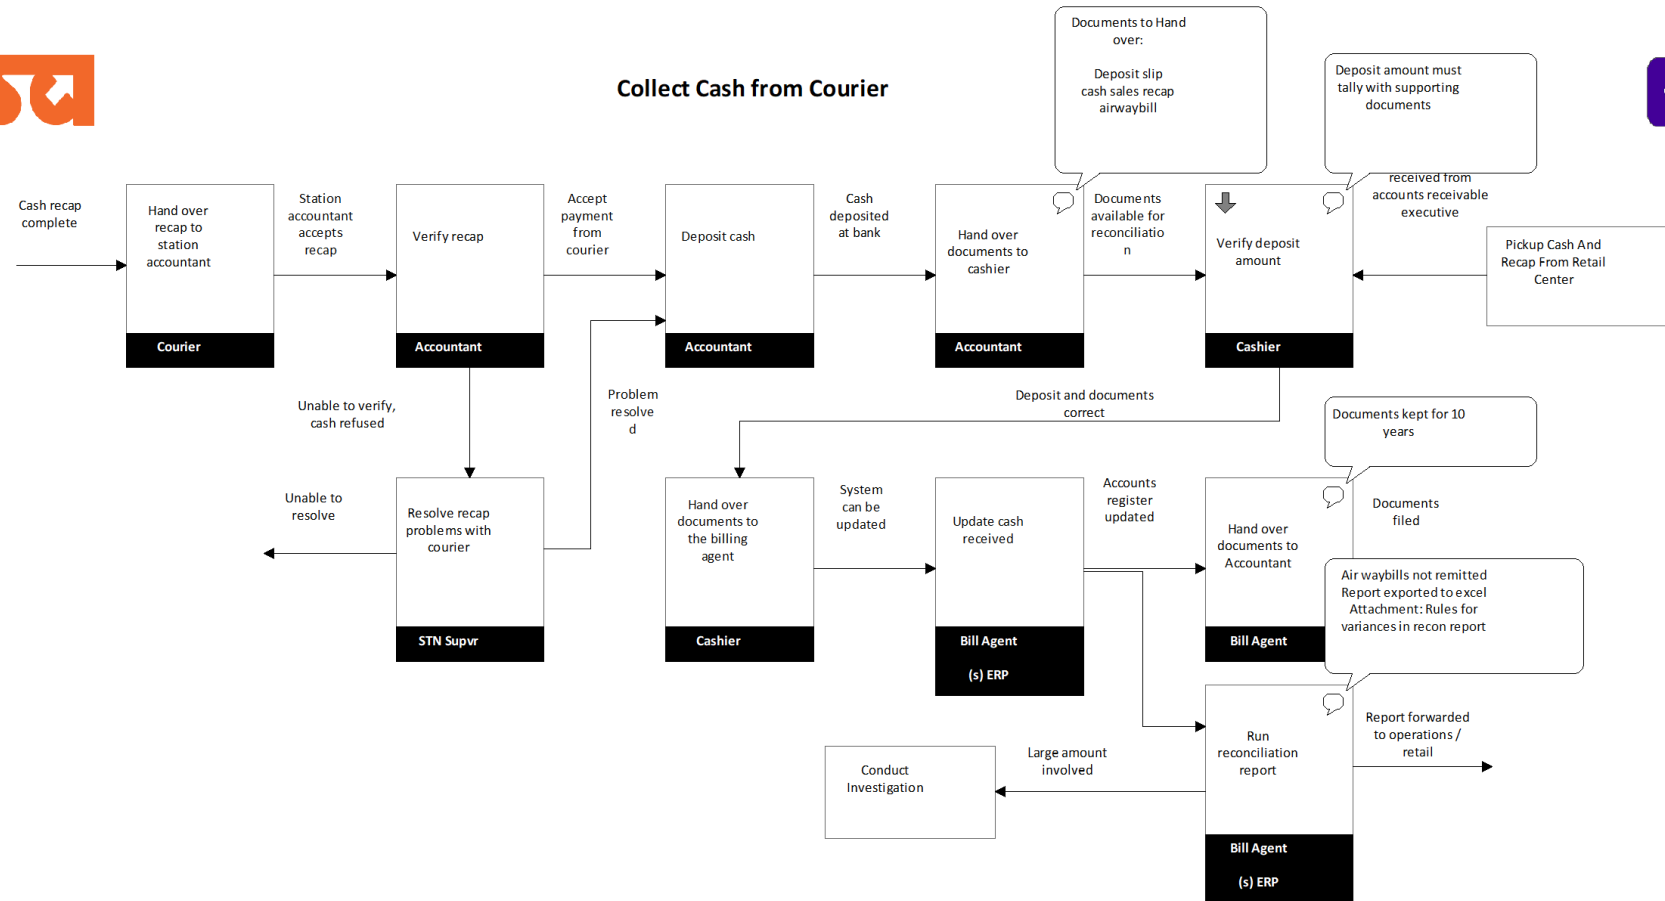 Documents to Hand
over:
Deposit slip
cash sales recap
airwaybill
Deposit amount must
tally with supporting
documents
Collect Cash from Courier
Cash recap
complete
Hand over
recap to
station
accountant
Courier
Station
accountant
accepts
recap
Verify recap
Accountant
Accept
payment
from
courier
Deposit cash
Accountant
Cash
deposited
at bank
Hand over
documents to
cashier
Accountant
Documents
available for
reconciliatio
n
Verify deposit
amount
Cashier
received from
accounts receivable
executive
Pickup Cash And
Recap From Retail
Center
Unable to verify,
cash refused
Problem
resolve
d
Deposit and documents
correct
Documents kept for 10
years
Unable to
resolve
Resolve recap
problems with
courier
STN Supvr
Hand over
documents to
the billing
agent
Cashier
System
can be
updated
Update cash
received
Bill Agent
(s) ERP
Accounts
register
updated
Hand over
documents to
Accountant
Bill Agent
Documents
filed
Air waybills not remitted
Report exported to excel
Attachment: Rules for
variances in recon report
Run
reconciliation
report
Bill Agent
(s) ERP
Report forwarded
to operations /
retail
Large amount
involved
Conduct
Investigation